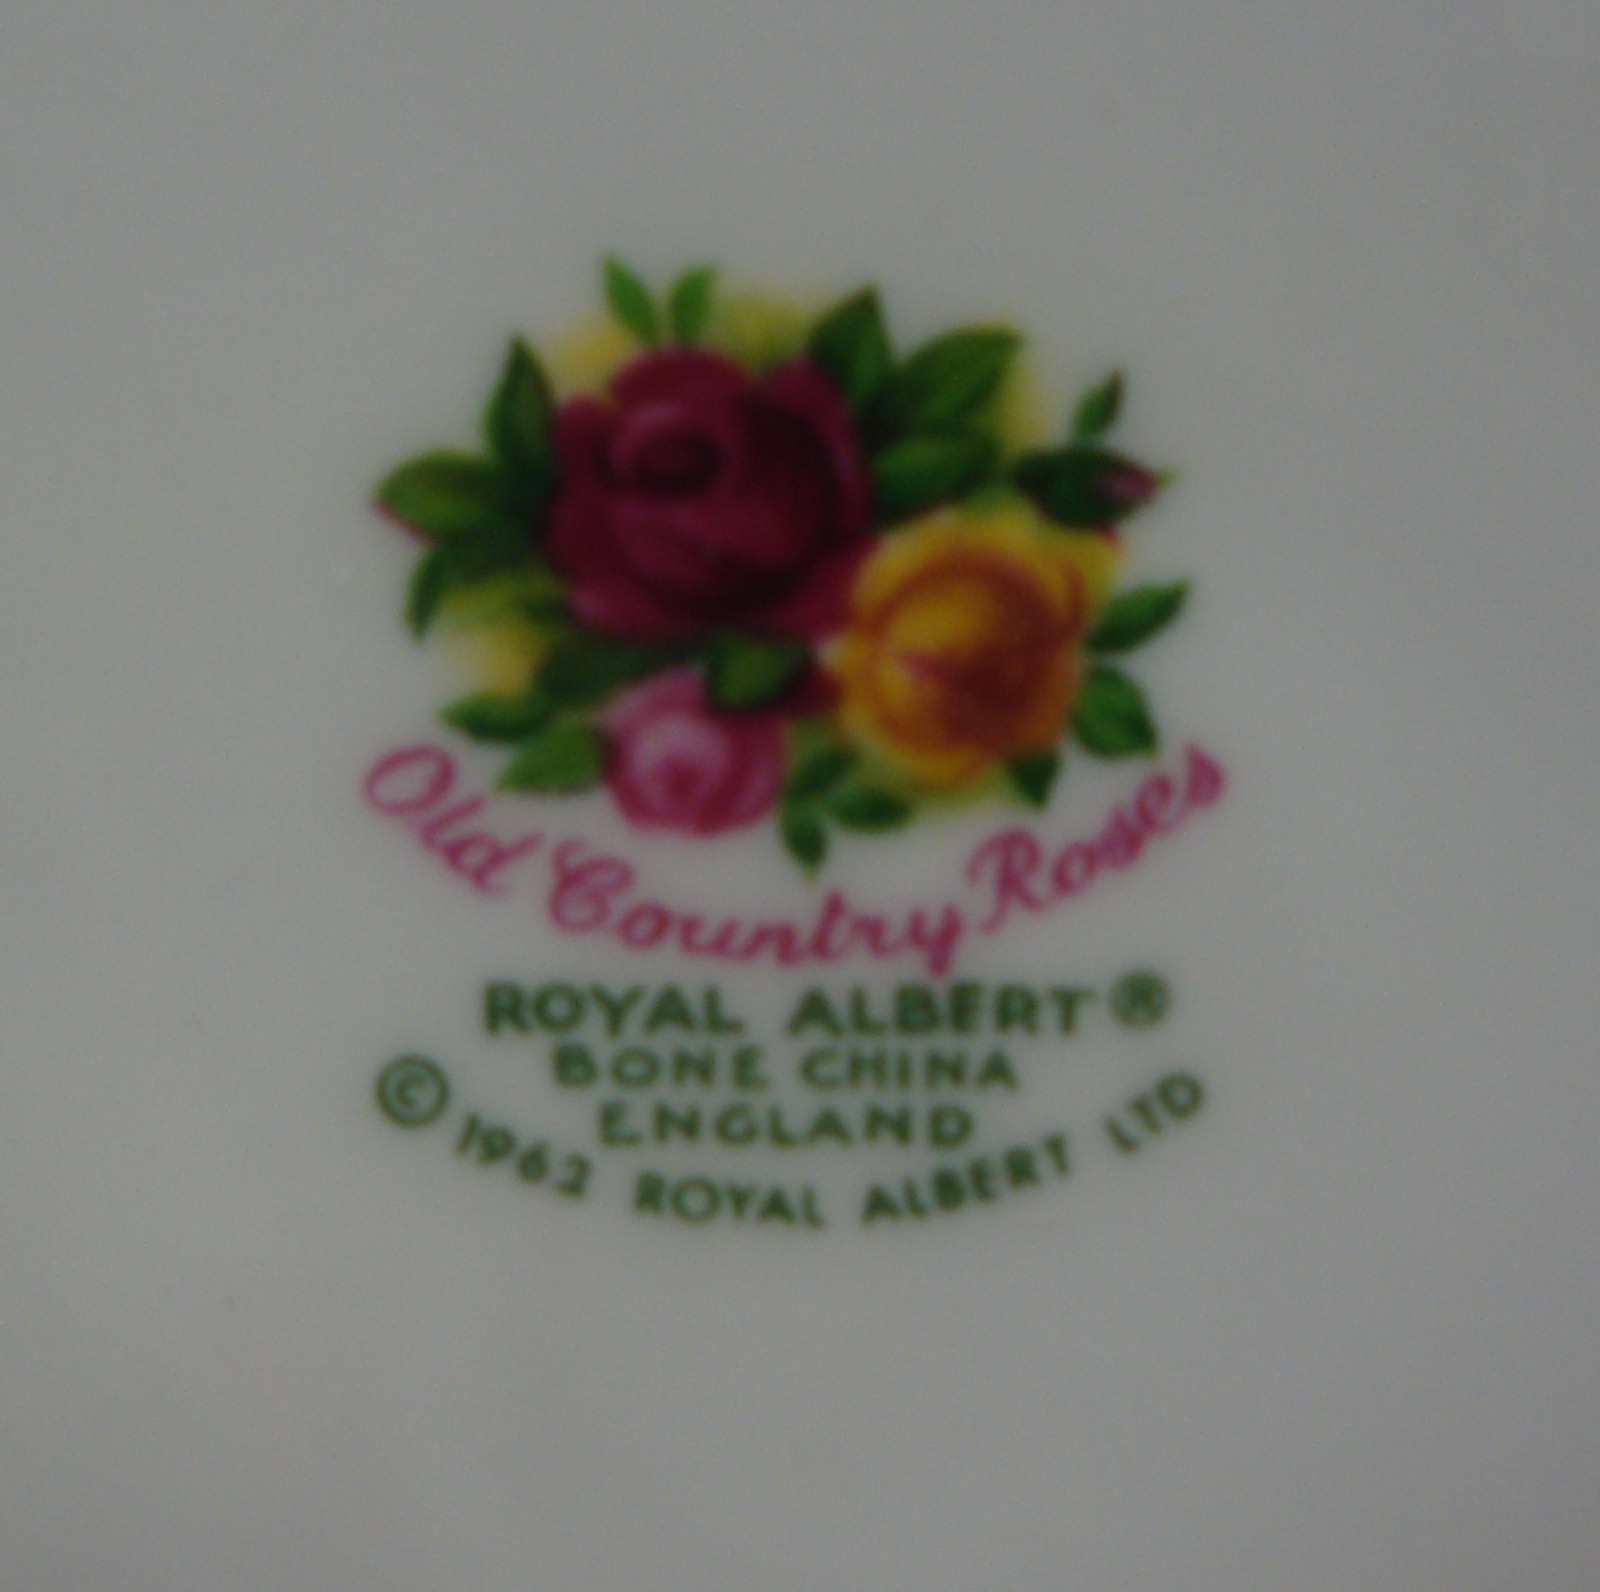 Old Country Roses
ROYAL ALBERT®
BONE CHINA
ENGLAND
© 1962 ROYAL ALBERT LTD